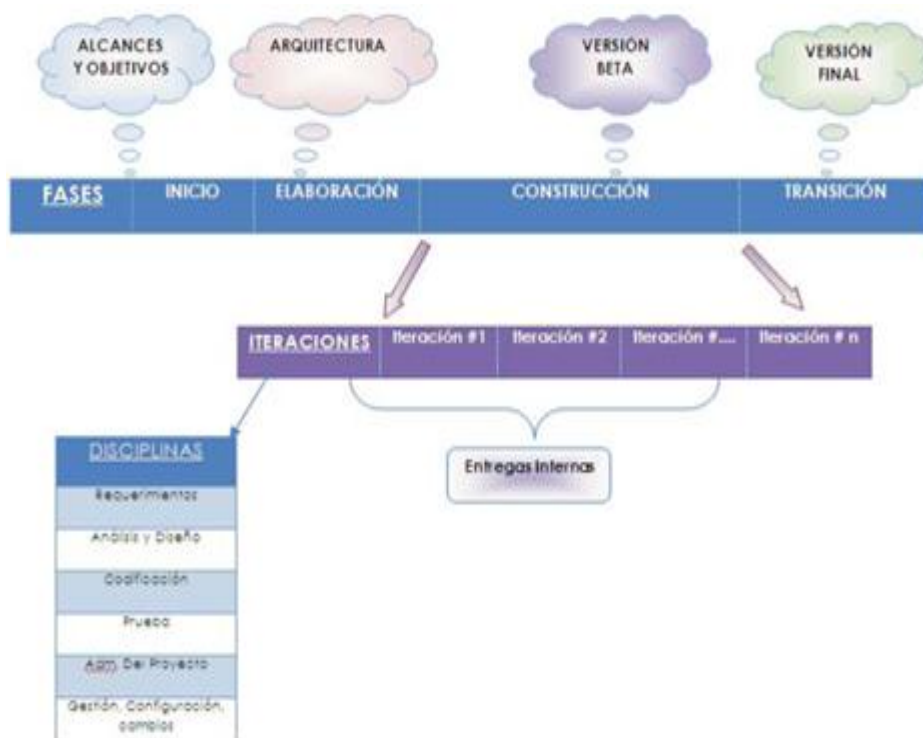 ALCANCES
Y OBJETIVOS
ARQUITECTURA
VERSIÓN
BETA
VERSIÓN
FINAL
FASES
INICIO
ELABORACIÓN
CONSTRUCCIÓN
TRANSICIÓN
ITERACIONES
Iteración #1
Iteración #2
Iteración #....
Iteración # n
Entregas Internas
DISCIPLINAS
Requerimientos
Análisis y Diseño
Codificación
Prueba
Adm. Del Proyecto
Gestión, Configuración,
cambios